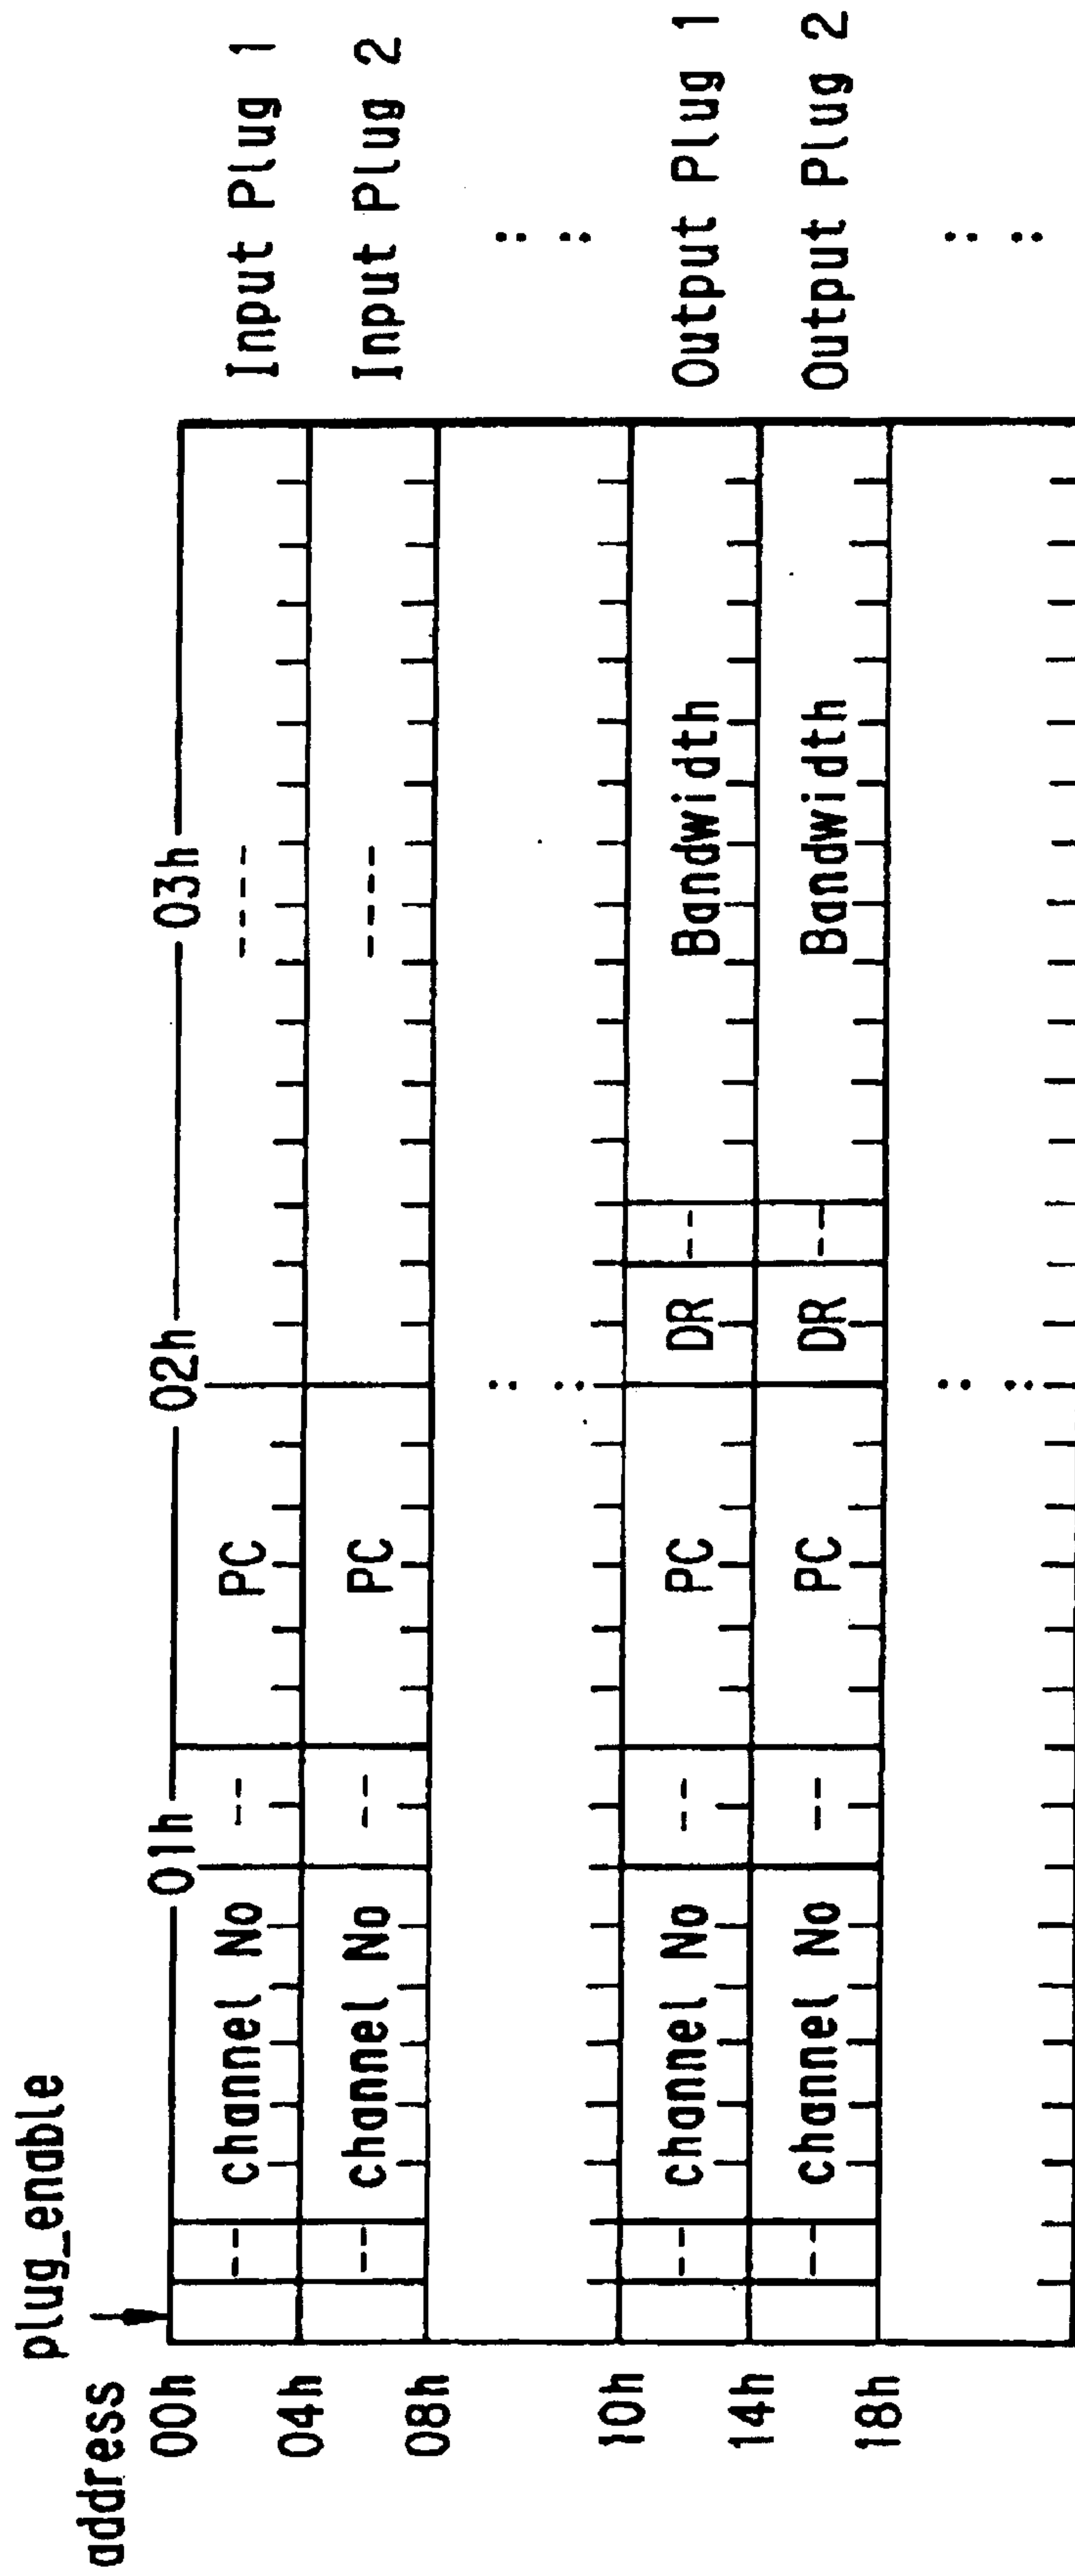 plug_enable
address
00h 01h 02h 03h
-- channel No -- PC ---- Input Plug 1
04h
-- channel No -- PC ---- Input Plug 2
08h
10h
-- channel No -- PC DR -- Bandwidth Output Plug 1
14h
-- channel No -- PC DR -- Bandwidth Output Plug 2
18h